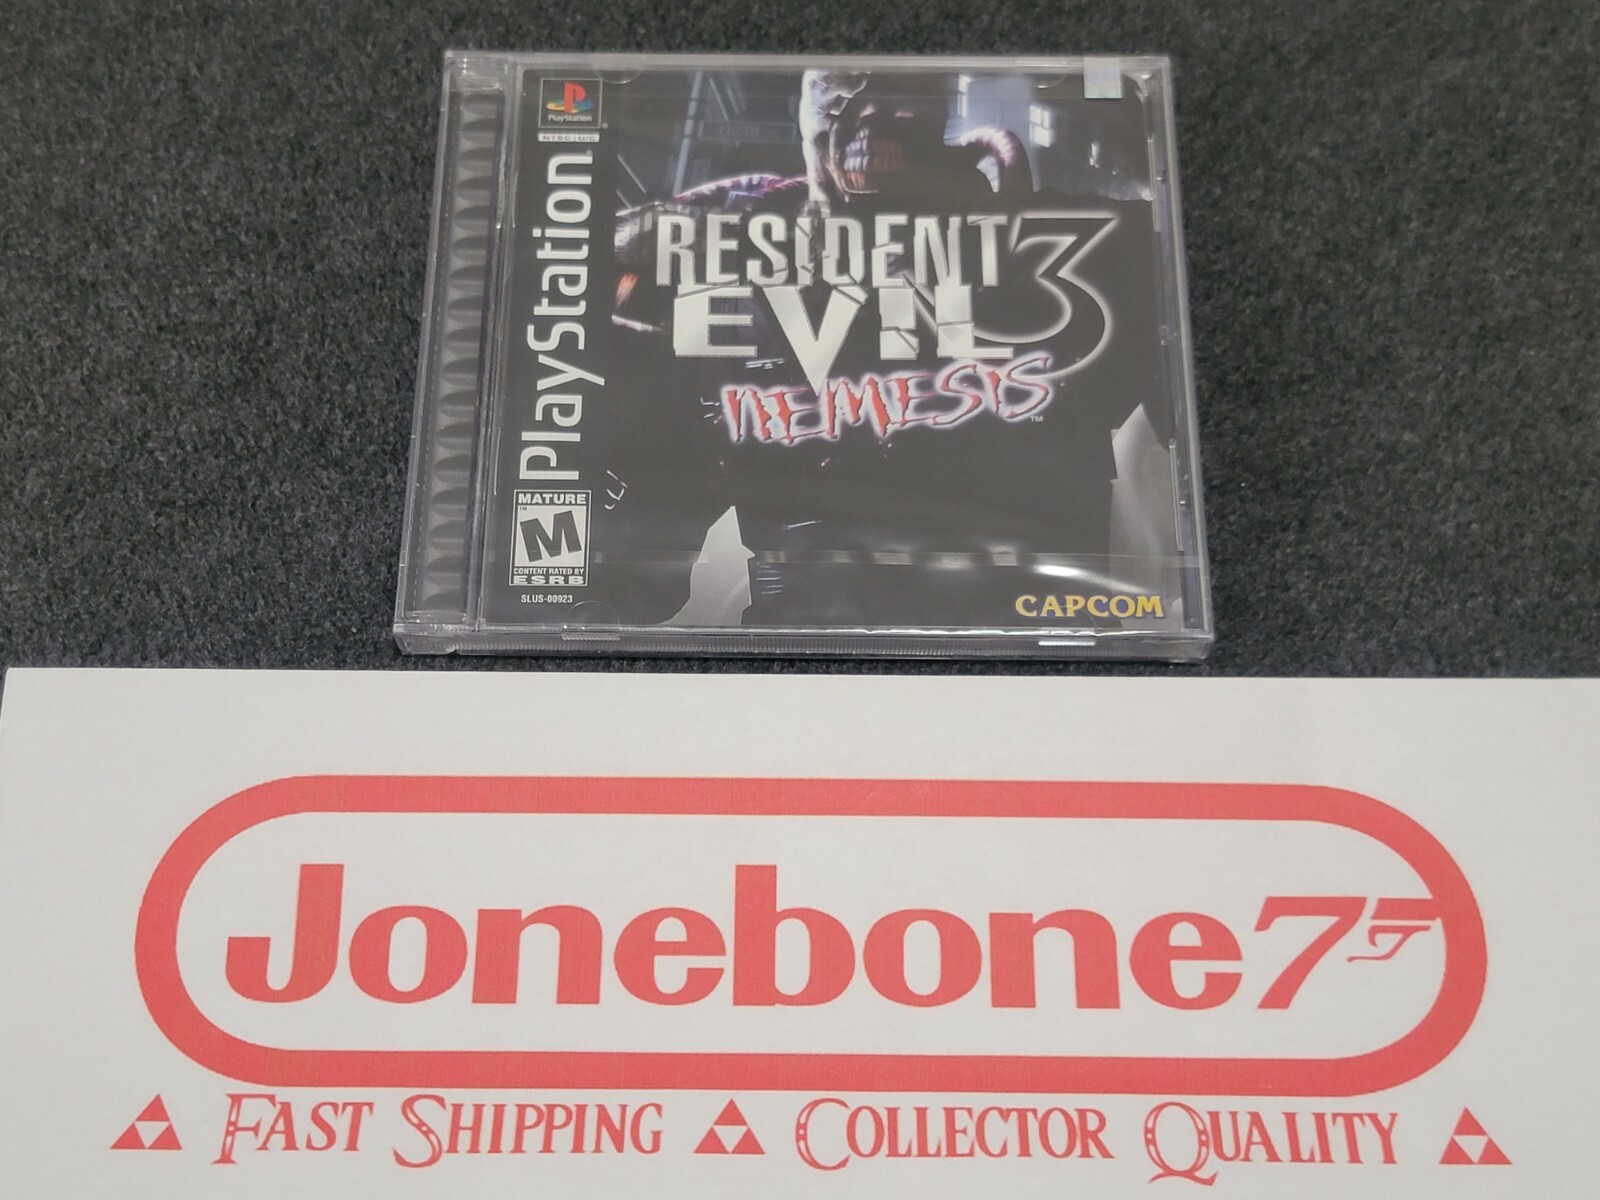 PlayStation
NTSC U/C
PlayStation
RESIDENT
EVIL 3
NEMESIS
TM
MATURE
TM
M
CONTENT RATED BY
ESRB
SLUS-00923
CAPCOM
Jonebone7
FAST SHIPPING COLLECTOR QUALITY